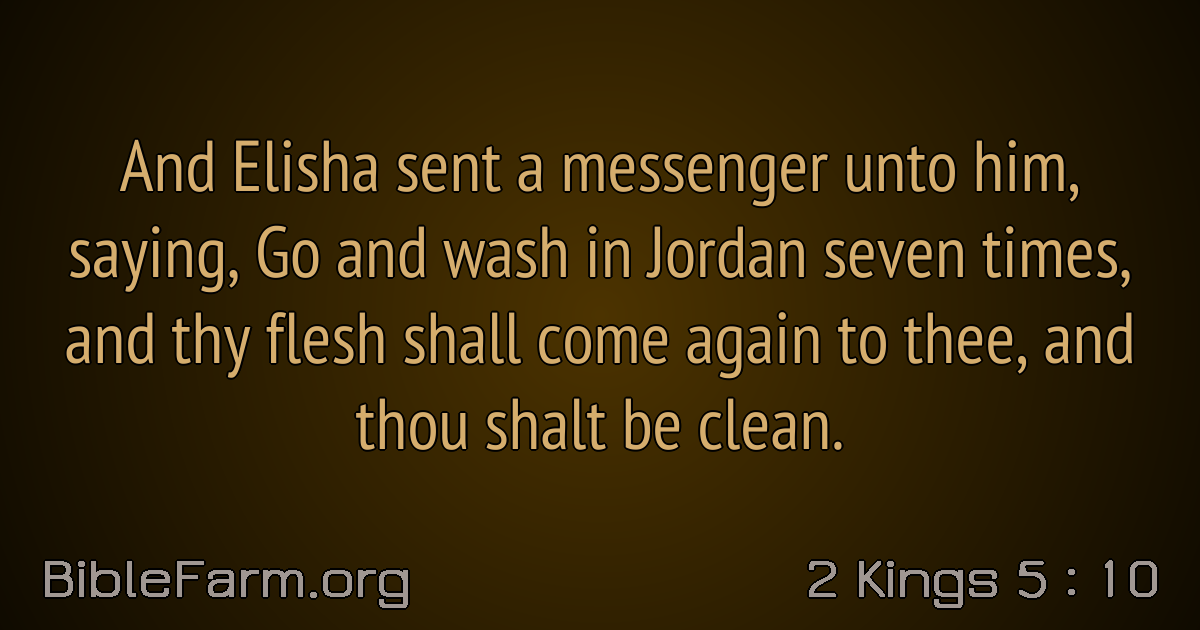 And Elisha sent a messenger unto him,
saying, Go and wash in Jordan seven times,
and thy flesh shall come again to thee, and
thou shalt be clean.
BibleFarm.org
2 Kings 5 : 10